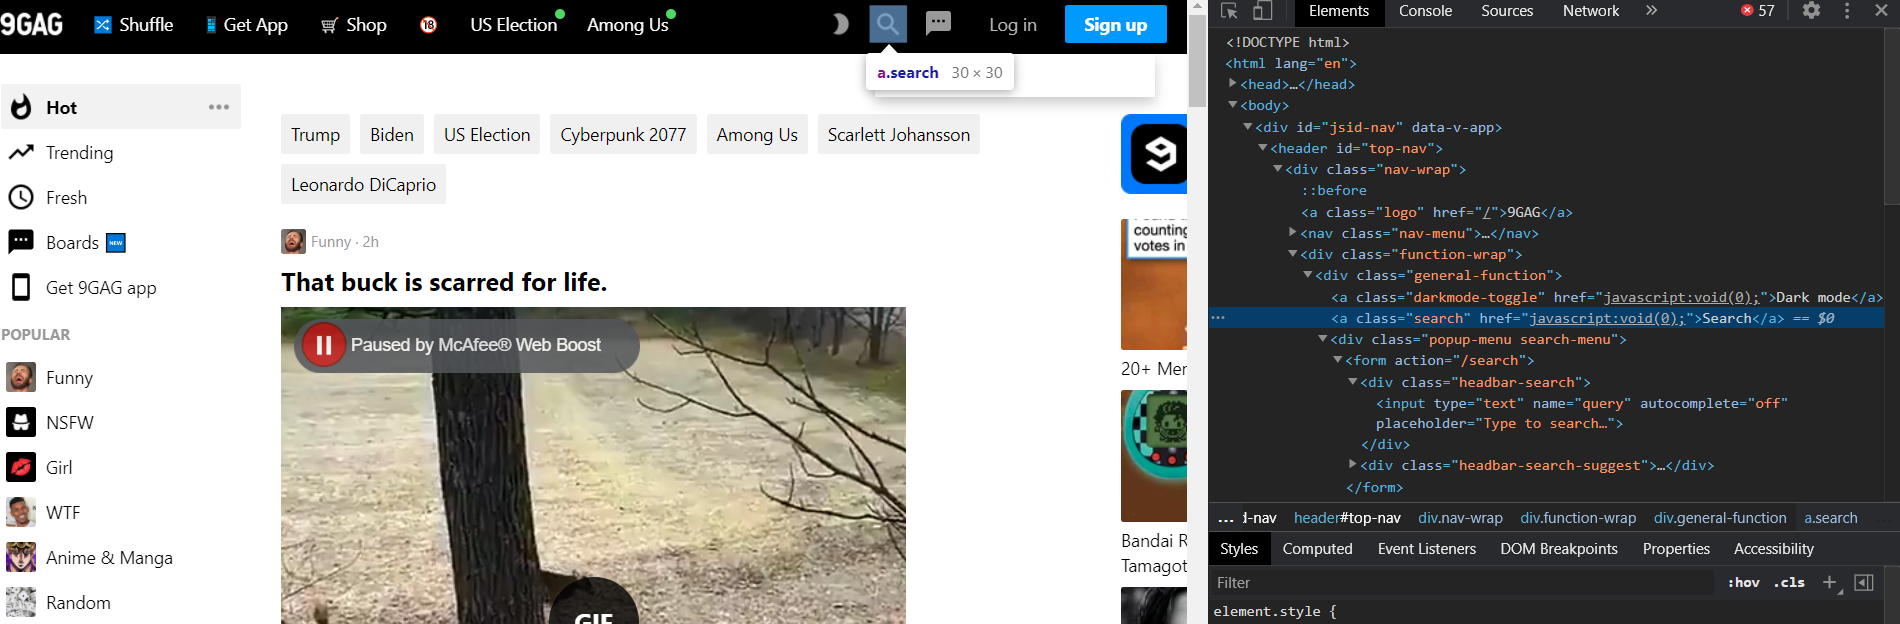 9GAG Shuffle Get App Shop 18 US Election Among Us Log in Sign up
a.search 30 × 30
Hot
Trending
Fresh
Boards NEW
Get 9GAG app
POPULAR
Funny
NSFW
Girl
WTF
Anime & Manga
Random
Trump Biden US Election Cyberpunk 2077 Among Us Scarlett Johansson
Leonardo DiCaprio
Funny · 2h
That buck is scarred for life.
Paused by McAfee® Web Boost
GIF
counting
votes in
20+ Mer
Bandai R
Tamagot
Elements Console Sources Network » 57
<!DOCTYPE html>
<html lang="en">
<head>…</head>
<body>
<div id="jsid-nav" data-v-app>
<header id="top-nav">
<div class="nav-wrap">
::before
<a class="logo" href="/">9GAG</a>
<nav class="nav-menu">…</nav>
<div class="function-wrap">
<div class="general-function">
<a class="darkmode-toggle" href="javascript:void(0);">Dark mode</a>
<a class="search" href="javascript:void(0);">Search</a> == $0
<div class="popup-menu search-menu">
<form action="/search">
<div class="headbar-search">
<input type="text" name="query" autocomplete="off"
placeholder="Type to search…">
</div>
<div class="headbar-search-suggest">…</div>
</form>
… d-nav header#top-nav div.nav-wrap div.function-wrap div.general-function a.search
Styles Computed Event Listeners DOM Breakpoints Properties Accessibility
Filter :hov .cls +
element.style {